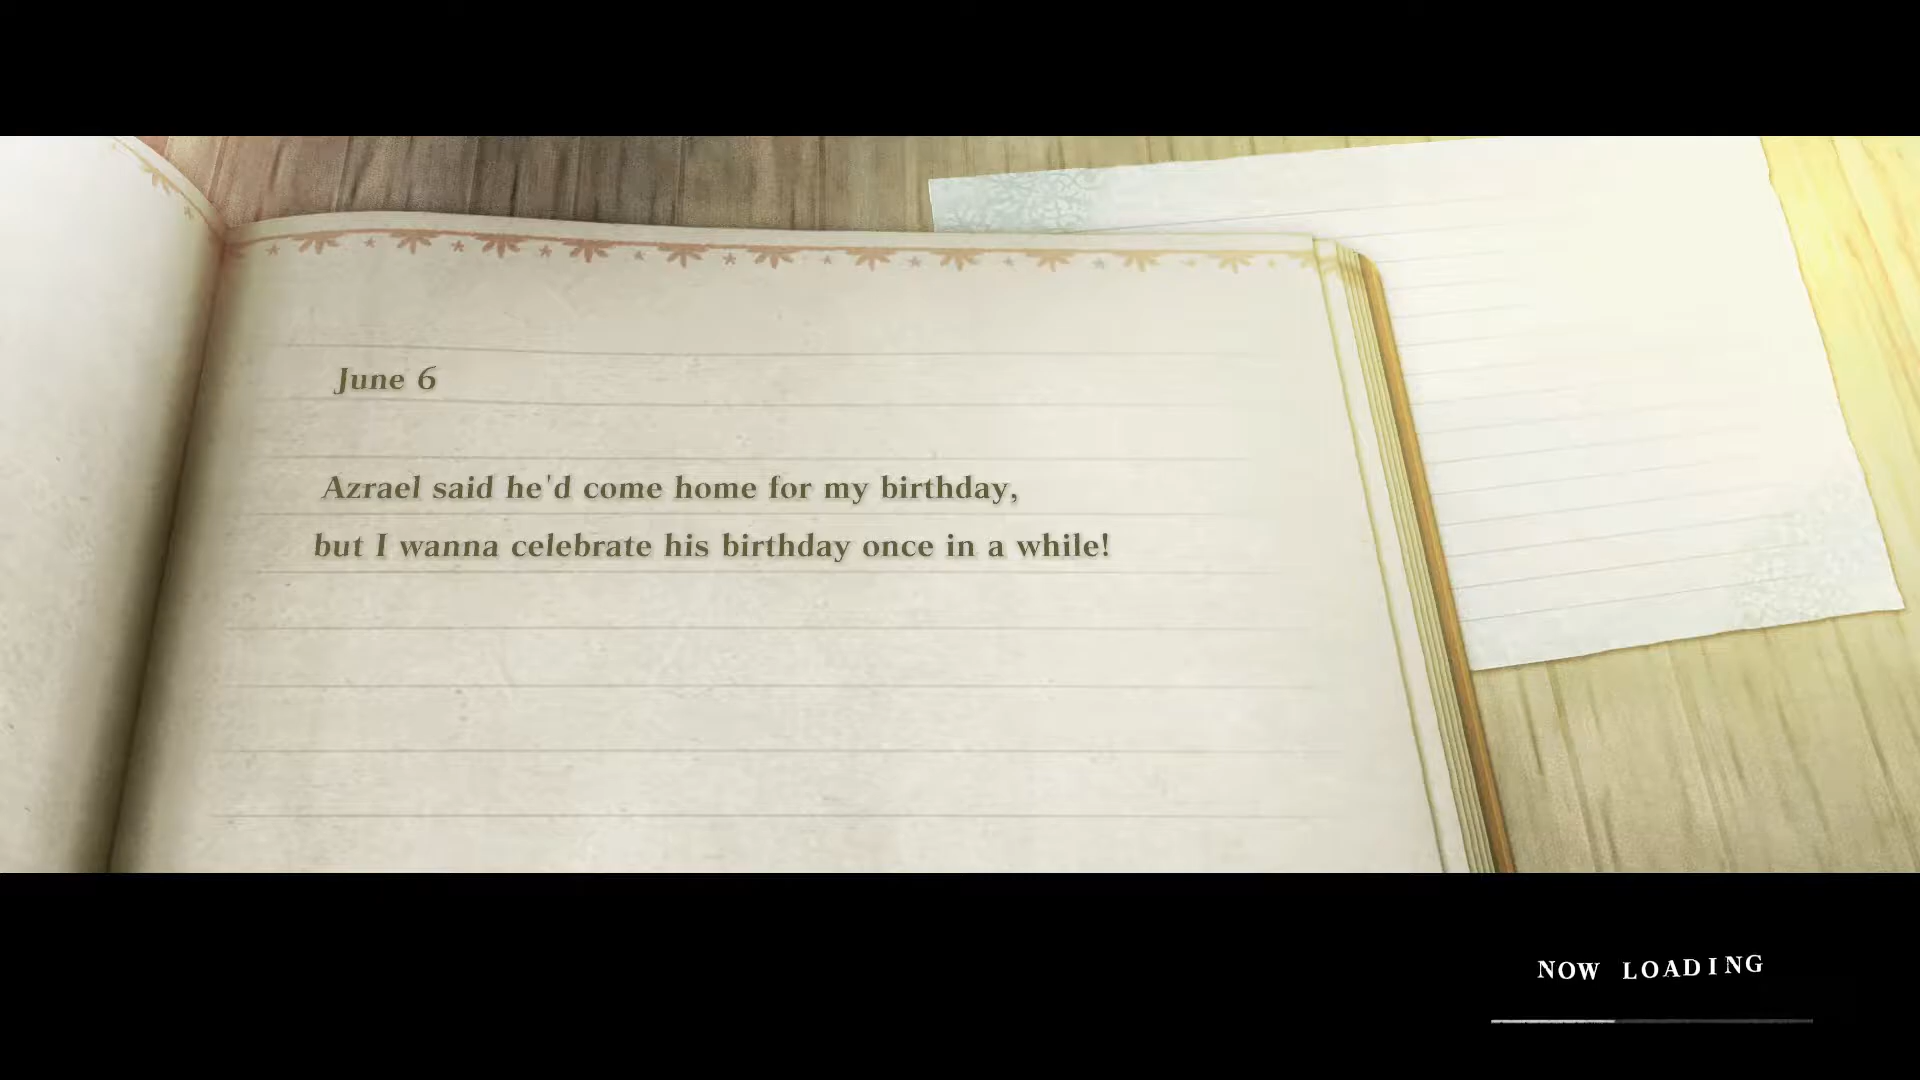 June 6
Azrael said he'd come home for my birthday,
but I wanna celebrate his birthday once in a while!
NOW LOADING